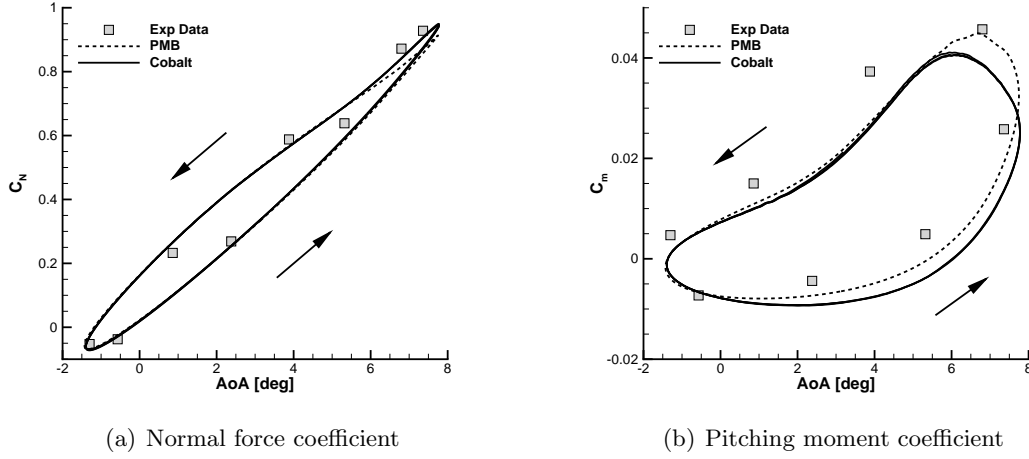 Exp Data
PMB
Cobalt
C_N
1
0.8
0.6
0.4
0.2
0
-2 0 2 4 6 8
AoA [deg]
(a) Normal force coefficient
Exp Data
PMB
Cobalt
C_m
0.04
0.02
0
-0.02
-2 0 2 4 6 8
AoA [deg]
(b) Pitching moment coefficient